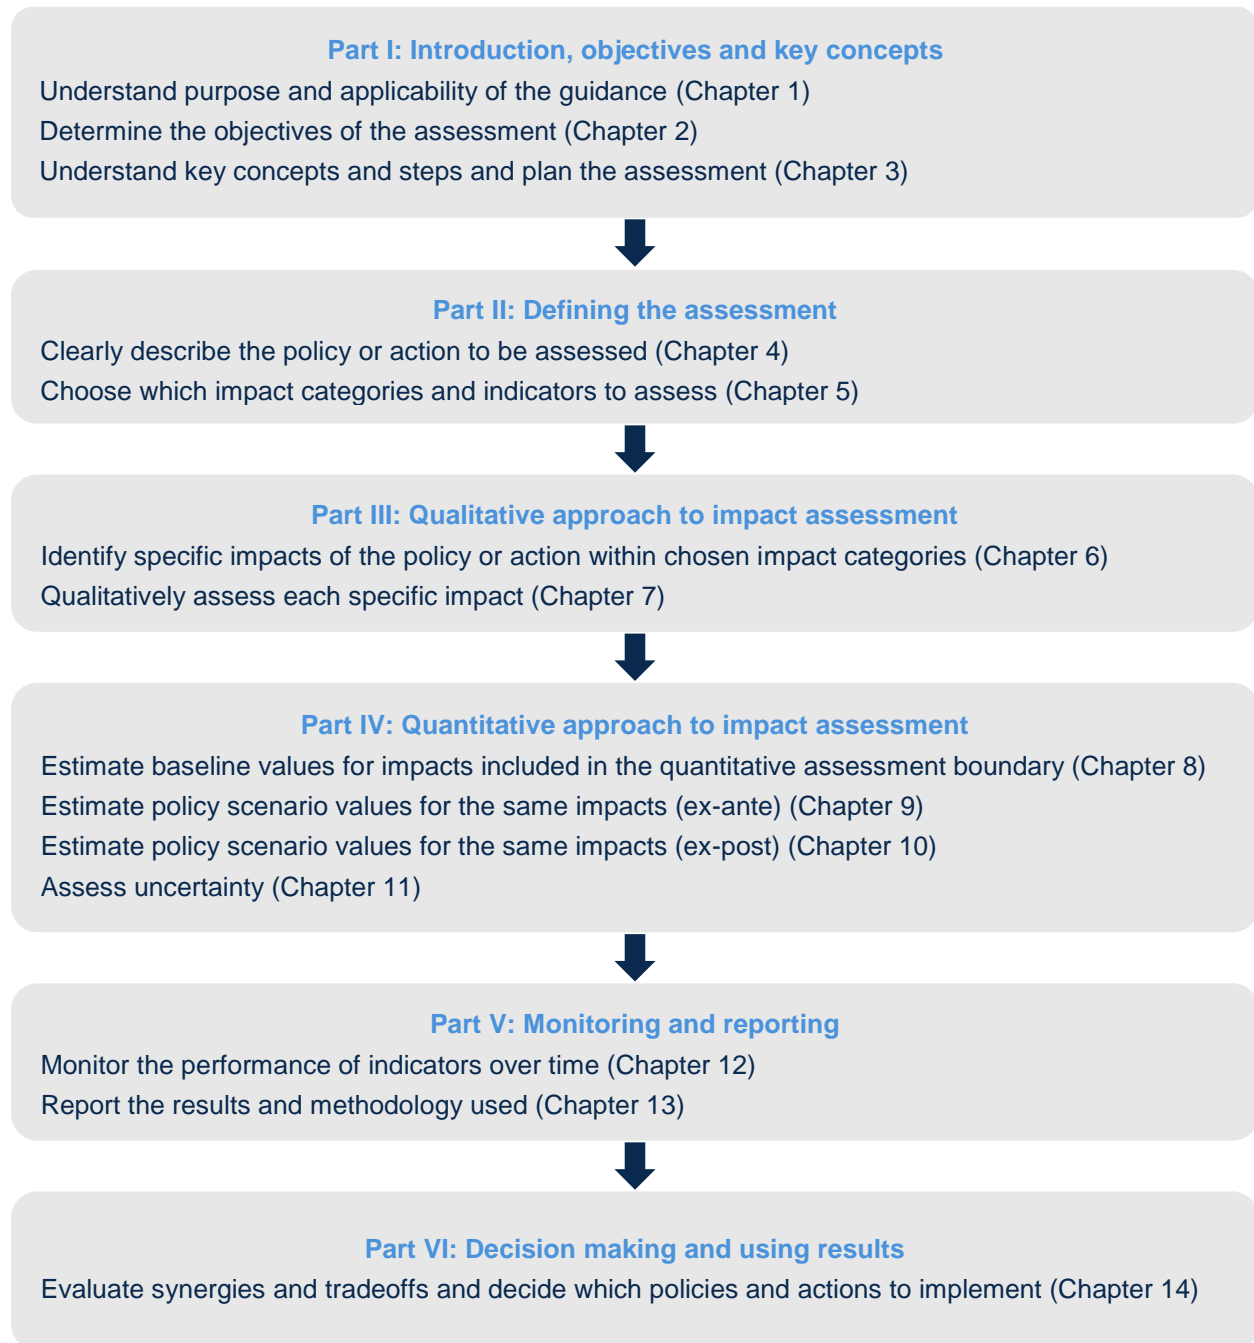 Part I: Introduction, objectives and key concepts
Understand purpose and applicability of the guidance (Chapter 1)
Determine the objectives of the assessment (Chapter 2)
Understand key concepts and steps and plan the assessment (Chapter 3)
Part II: Defining the assessment
Clearly describe the policy or action to be assessed (Chapter 4)
Choose which impact categories and indicators to assess (Chapter 5)
Part III: Qualitative approach to impact assessment
Identify specific impacts of the policy or action within chosen impact categories (Chapter 6)
Qualitatively assess each specific impact (Chapter 7)
Part IV: Quantitative approach to impact assessment
Estimate baseline values for impacts included in the quantitative assessment boundary (Chapter 8)
Estimate policy scenario values for the same impacts (ex-ante) (Chapter 9)
Estimate policy scenario values for the same impacts (ex-post) (Chapter 10)
Assess uncertainty (Chapter 11)
Part V: Monitoring and reporting
Monitor the performance of indicators over time (Chapter 12)
Report the results and methodology used (Chapter 13)
Part VI: Decision making and using results
Evaluate synergies and tradeoffs and decide which policies and actions to implement (Chapter 14)